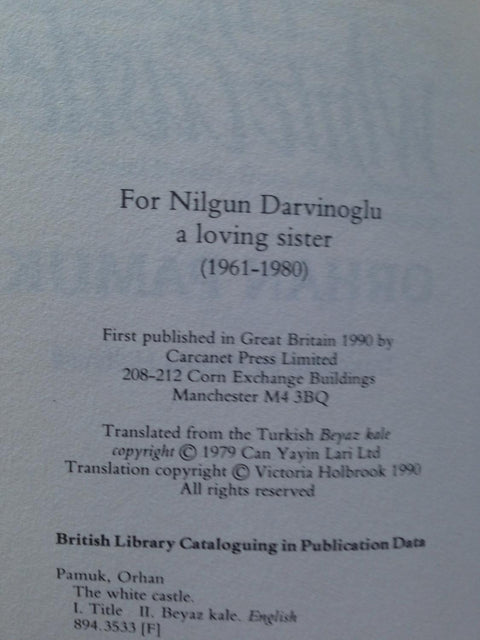 For Nilgun Darvinoglu
a loving sister
(1961-1980)
First published in Great Britain 1990 by
Carcanet Press Limited
208-212 Corn Exchange Buildings
Manchester M4 3BQ
Translated from the Turkish Beyaz kale
copyright © 1979 Can Yayin Lari Ltd
Translation copyright © Victoria Holbrook 1990
All rights reserved
British Library Cataloguing in Publication Data
Pamuk, Orhan
The white castle.
I. Title II. Beyaz kale. English
894.3533 [F]